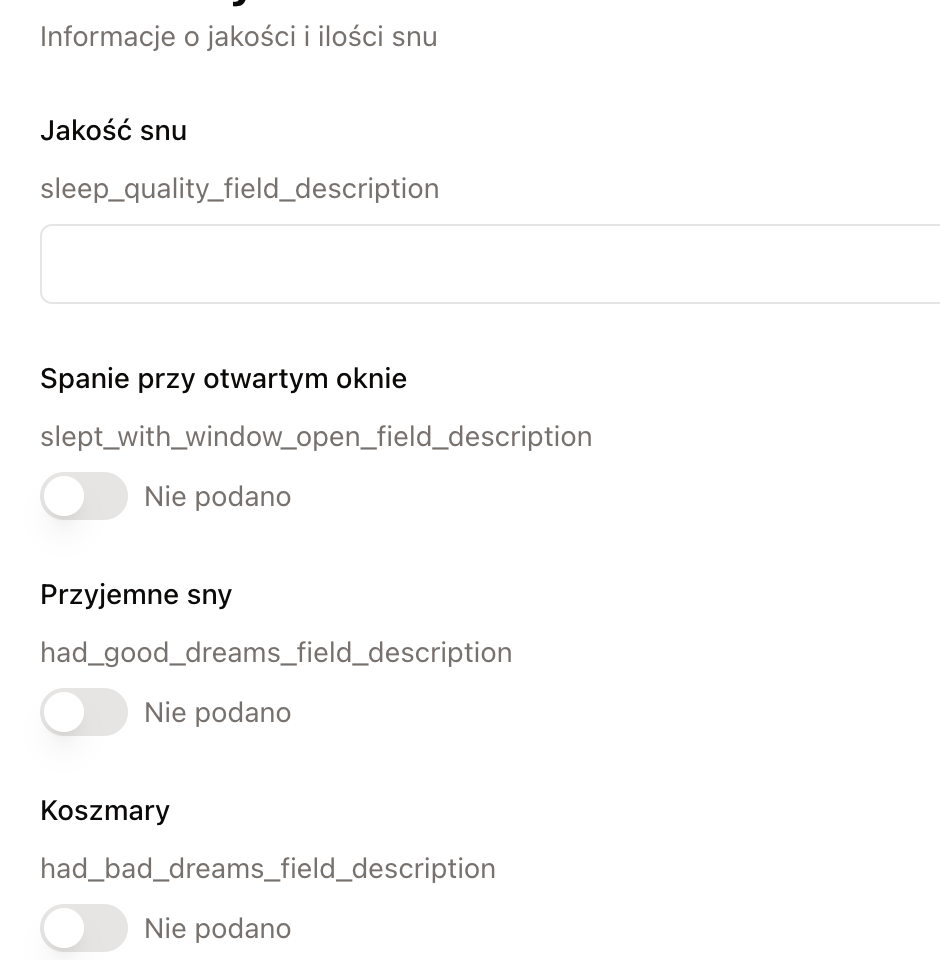 Informacje o jakości i ilości snu
Jakość snu
sleep_quality_field_description
Spanie przy otwartym oknie
slept_with_window_open_field_description
Nie podano
Przyjemne sny
had_good_dreams_field_description
Nie podano
Koszmary
had_bad_dreams_field_description
Nie podano